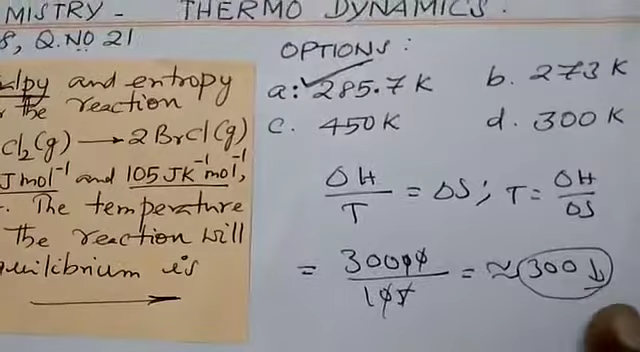 MISTRY - THERMO DYNAMICS.
8, Q.NO 21
OPTIONS:
alpy and entropy
the reaction
Cl₂(g) → 2BrCl(g)
J mol⁻¹ and 105 JK⁻¹ mol⁻¹,
. The temperature
the reaction will
quilibrium is
a: 285.7 K b. 273 K
c. 450 K d. 300 K
ΔH/T = ΔS; T = ΔH/ΔS
= 30000/100 = ≈ 300 ↓